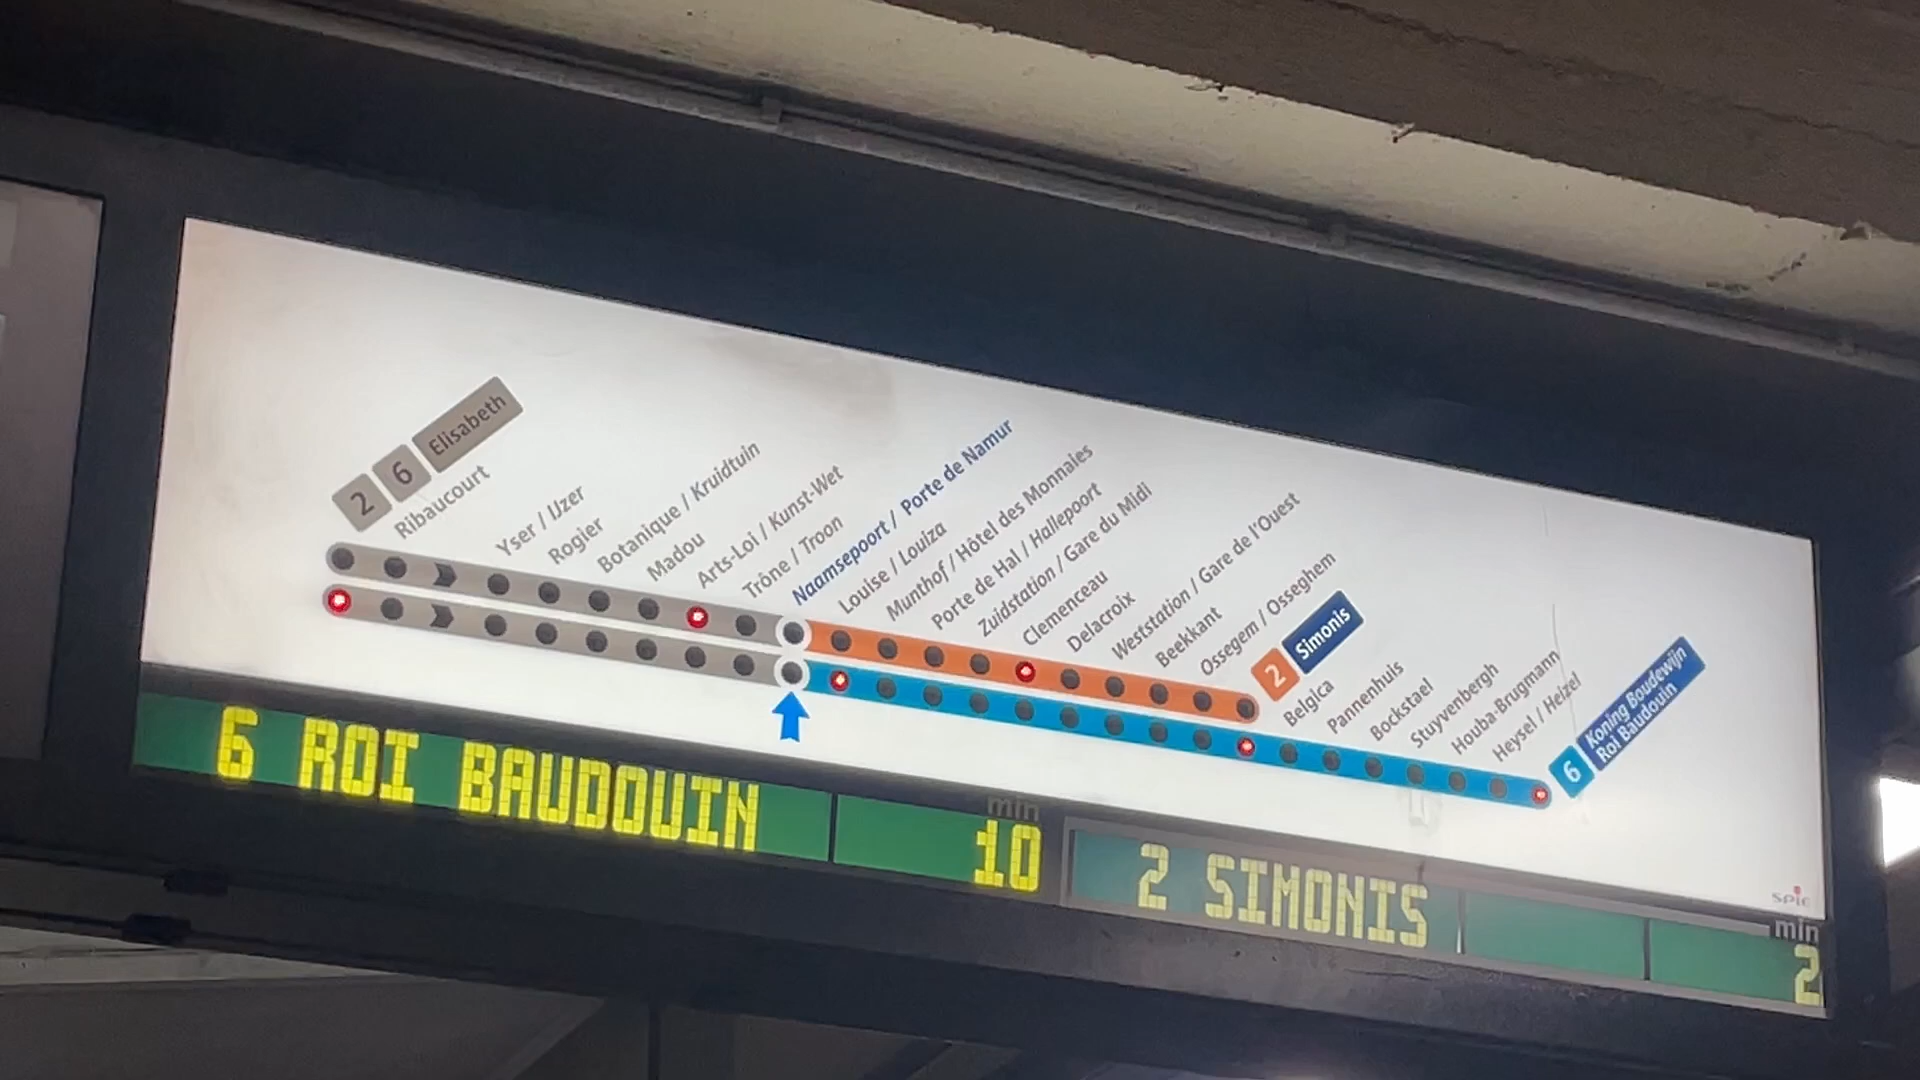 2 6 Elisabeth
Ribaucourt
Yser / IJzer
Rogier
Botanique / Kruidtuin
Madou
Arts-Loi / Kunst-Wet
Trône / Troon
Naamsepoort / Porte de Namur
Louise / Louiza
Munthof / Hôtel des Monnaies
Porte de Hal / Hallepoort
Zuidstation / Gare du Midi
Clemenceau
Delacroix
Weststation / Gare de l'Ouest
Beekkant
Ossegem / Osseghem
2 Simonis
Belgica
Pannenhuis
Bockstael
Stuyvenbergh
Houba-Brugmann
Heysel / Heizel
6 Koning Boudewijn
Roi Baudouin
spie
min
6 ROI BAUDOUIN 10
min
2 SIMONIS 2